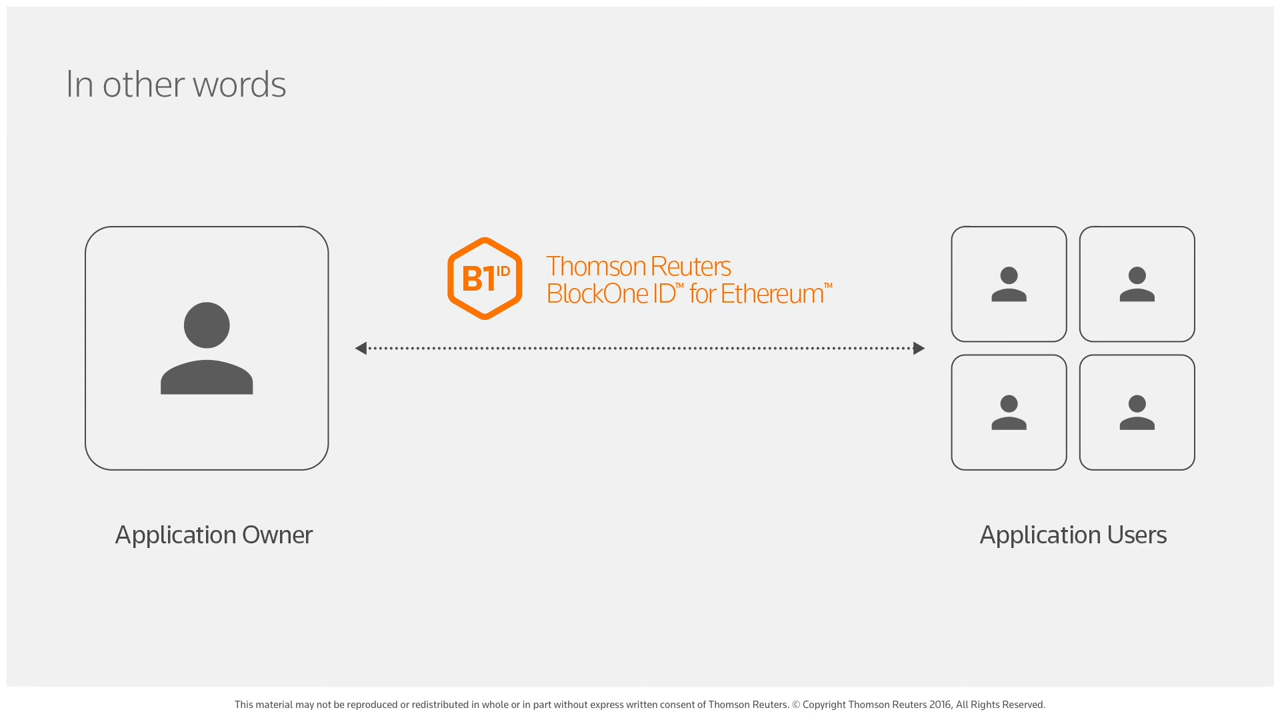 In other words
B1ID
Thomson Reuters
BlockOne ID™ for Ethereum™
Application Owner
Application Users
This material may not be reproduced or redistributed in whole or in part without express written consent of Thomson Reuters. © Copyright Thomson Reuters 2016, All Rights Reserved.